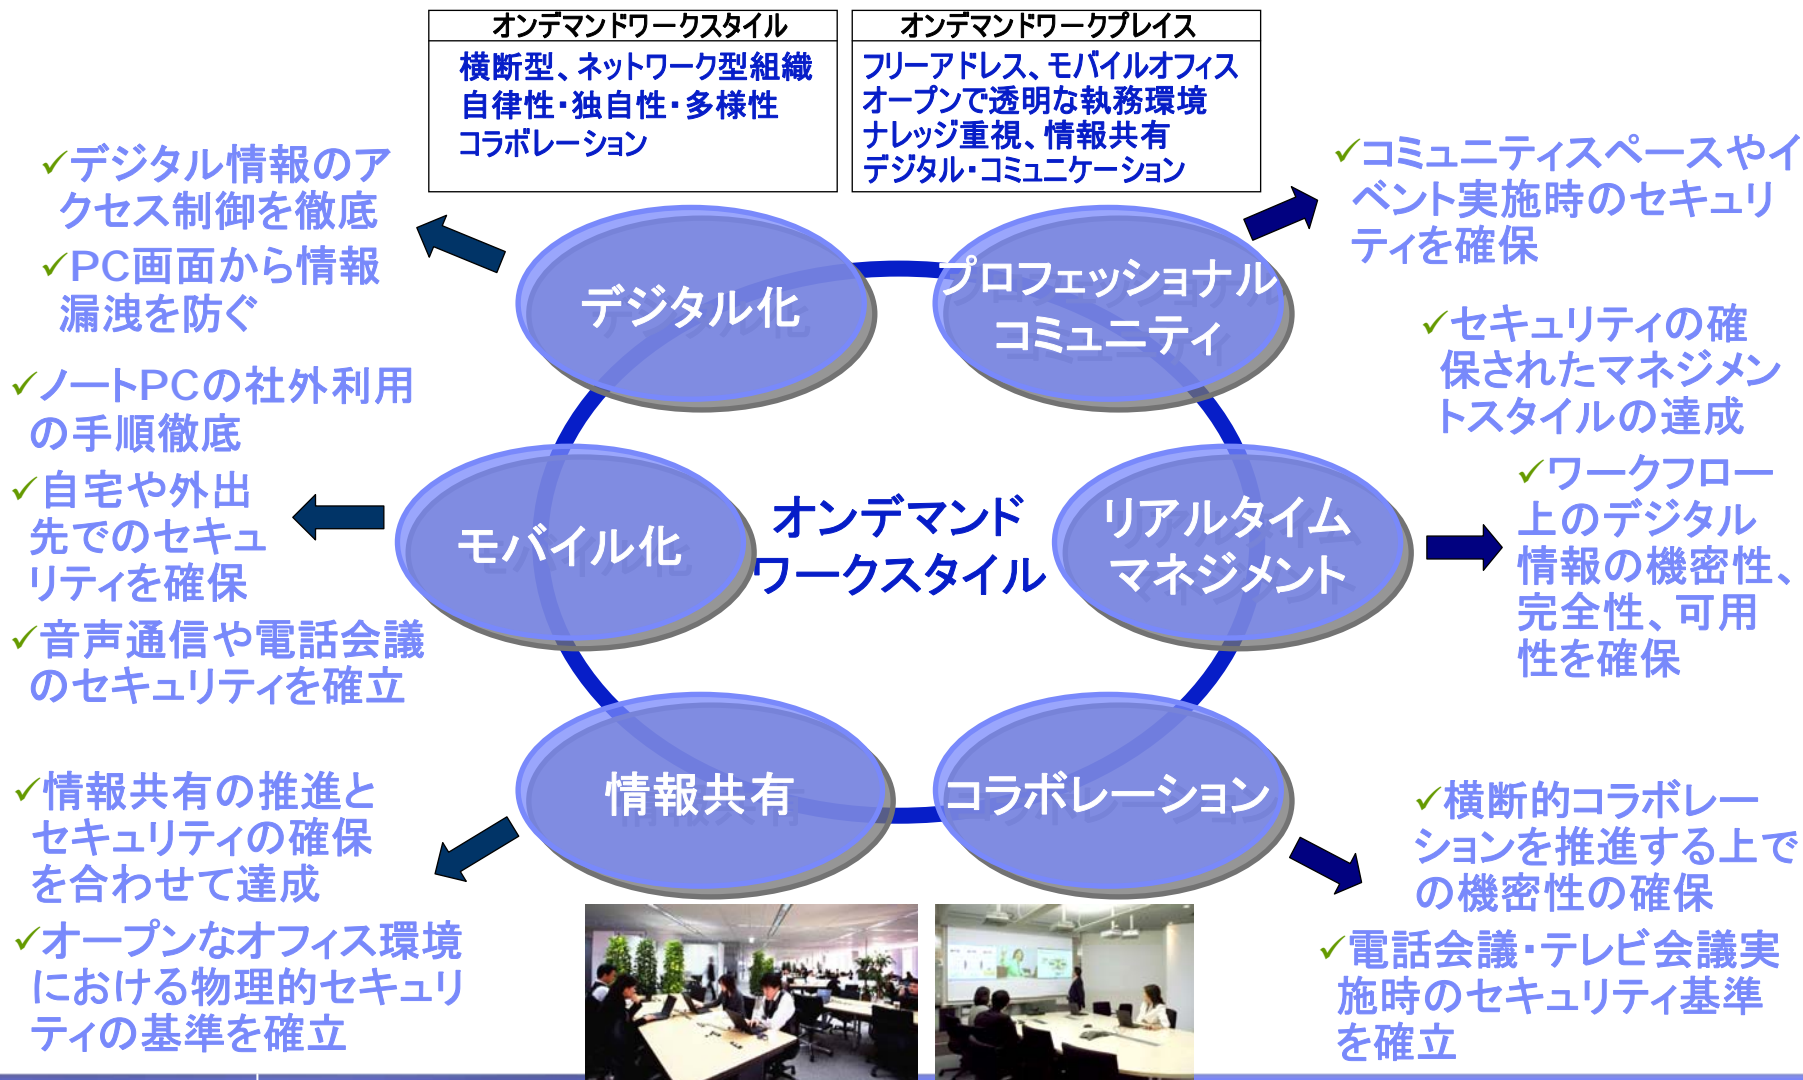 オンデマンドワークスタイル
横断型、ネットワーク型組織
自律性・独自性・多様性
コラボレーション
オンデマンドワークプレイス
フリーアドレス、モバイルオフィス
オープンで透明な執務環境
ナレッジ重視、情報共有
デジタル・コミュニケーション
✓デジタル情報のア
クセス制御を徹底
✓PC画面から情報
漏洩を防ぐ
✓ノートPCの社外利用
の手順徹底
✓自宅や外出
先でのセキュ
リティを確保
✓音声通信や電話会議
のセキュリティを確立
✓情報共有の推進と
セキュリティの確保
を合わせて達成
✓オープンなオフィス環境
における物理的セキュリ
ティの基準を確立
デジタル化
プロフェッショナル
コミュニティ
モバイル化
オンデマンド
ワークスタイル
リアルタイム
マネジメント
情報共有
コラボレーション
✓コミュニティスペースやイ
ベント実施時のセキュリ
ティを確保
✓セキュリティの確
保されたマネジメン
トスタイルの達成
✓ワークフロー
上のデジタル
情報の機密性、
完全性、可用
性を確保
✓横断的コラボレー
ションを推進する上で
の機密性の確保
✓電話会議・テレビ会議実
施時のセキュリティ基準
を確立